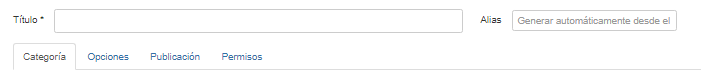 Título * Alias Generar automáticamente desde el
Categoría Opciones Publicación Permisos